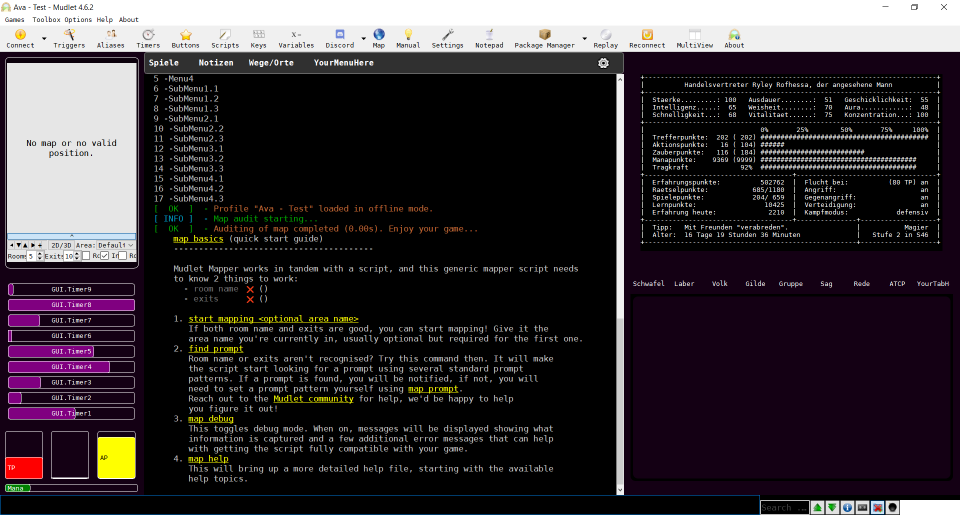 Ava - Test - Mudlet 4.6.2
Games Toolbox Options Help About
Connect Triggers Aliases Timers Buttons Scripts Keys Variables Discord Map Manual Settings Notepad Package Manager Replay Reconnect MultiView About
No map or no valid
position.
2D/3D Area: Defaul
Rooms 5 Exits 10
GUI.Timer9
GUI.Timer8
GUI.Timer7
GUI.Timer6
GUI.Timer5
GUI.Timer4
GUI.Timer3
GUI.Timer2
GUI.Timer1
TP
AP
Mana
Spiele Notizen Wege/Orte YourMenuHere
5 -Menu4
6 -SubMenu1.1
7 -SubMenu1.2
8 -SubMenu1.3
9 -SubMenu2.1
10 -SubMenu2.2
11 -SubMenu2.3
12 -SubMenu3.1
13 -SubMenu3.2
14 -SubMenu3.3
15 -SubMenu4.1
16 -SubMenu4.2
17 -SubMenu4.3
[ OK ] - Profile "Ava - Test" loaded in offline mode.
[ INFO ] - Map audit starting...
[ OK ] - Auditing of map completed (0.00s). Enjoy your game...
map basics (quick start guide)
----------------------------------------
Mudlet Mapper works in tandem with a script, and this generic mapper script needs
to know 2 things to work:
- room name ❌ ()
- exits ❌ ()
1. start mapping <optional area name>
If both room name and exits are good, you can start mapping! Give it the
area name you're currently in, usually optional but required for the first one.
2. find prompt
Room name or exits aren't recognised? Try this command then. It will make
the script start looking for a prompt using several standard prompt
patterns. If a prompt is found, you will be notified, if not, you will
need to set a prompt pattern yourself using map prompt.
Reach out to the Mudlet community for help, we'd be happy to help
you figure it out!
3. map debug
This toggles debug mode. When on, messages will be displayed showing what
information is captured and a few additional error messages that can help
with getting the script fully compatible with your game.
4. map help
This will bring up a more detailed help file, starting with the available
help topics.
Handelsvertreter Ryley Rofhessa, der angesehene Mann
Staerke.........: 100 Ausdauer........: 51 Geschicklichkeit: 55
Intelligenz.....: 65 Weisheit........: 70 Aura............: 48
Schnelligkeit...: 60 Vitalitaet......: 75 Konzentration...: 100
0% 25% 50% 75% 100%
Trefferpunkte: 202 ( 202)
Aktionspunkte: 16 ( 104) ######
Zauberpunkte: 116 ( 184)
Manapunkte: 9369 (9999)
Tragkraft 92%
Erfahrungspunkte: 502762 | Flucht bei: (80 TP) an
Raetselpunkte: 685/1180 | Angriff: an
Spielepunkte: 204/ 659 | Gegenangriff: an
Lernpunkte: 10425 | Verteidigung: an
Erfahrung heute: 2210 | Kampfmodus: defensiv
Tipp: Mit Freunden "verabreden". | Magier
Alter: 16 Tage 19 Stunden 36 Minuten | Stufe 2 in S46
Schwafel Laber Volk Gilde Gruppe Sag Rede ATCP YourTabH
Search ...